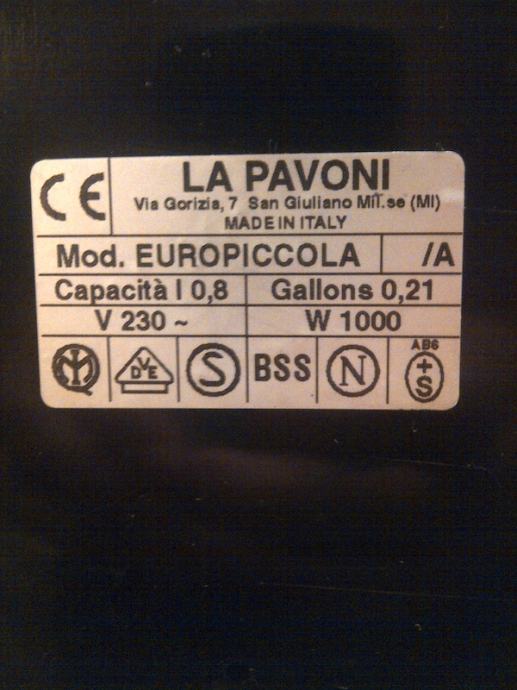 CE
LA PAVONI
Via Gorizia, 7 San Giuliano Mil.se (MI)
MADE IN ITALY
Mod. EUROPICCOLA /A
Capacità l 0,8 Gallons 0,21
V 230 ~ W 1000
DVE S BSS N AB6 +S